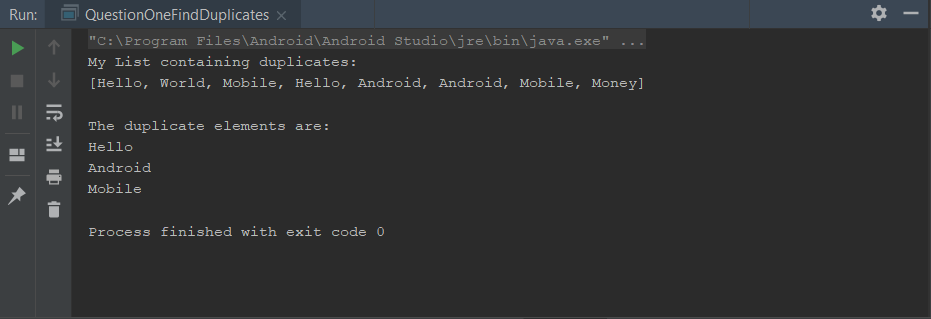 Run: QuestionOneFindDuplicates
"C:\Program Files\Android\Android Studio\jre\bin\java.exe" ...
My List containing duplicates:
[Hello, World, Mobile, Hello, Android, Android, Mobile, Money]
The duplicate elements are:
Hello
Android
Mobile
Process finished with exit code 0